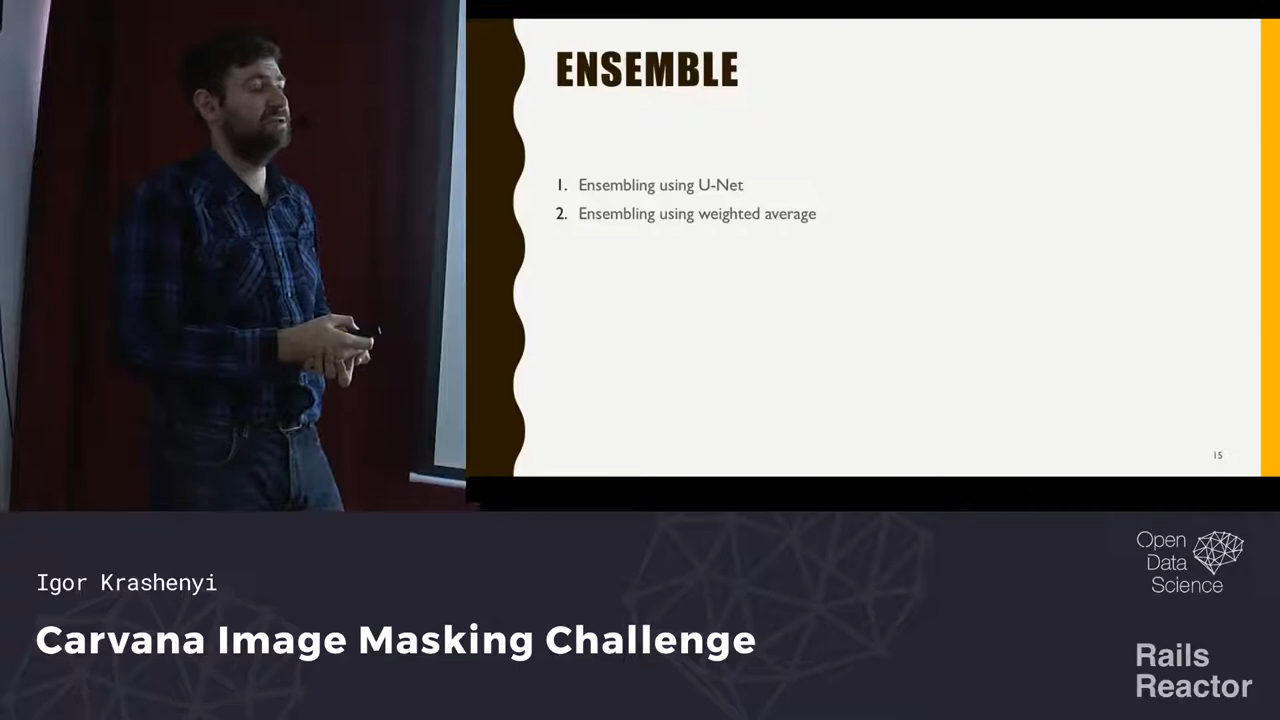 ENSEMBLE
1. Ensembling using U-Net
2. Ensembling using weighted average
15
Igor Krashenyi
Carvana Image Masking Challenge
Open
Data
Science
Rails
Reactor